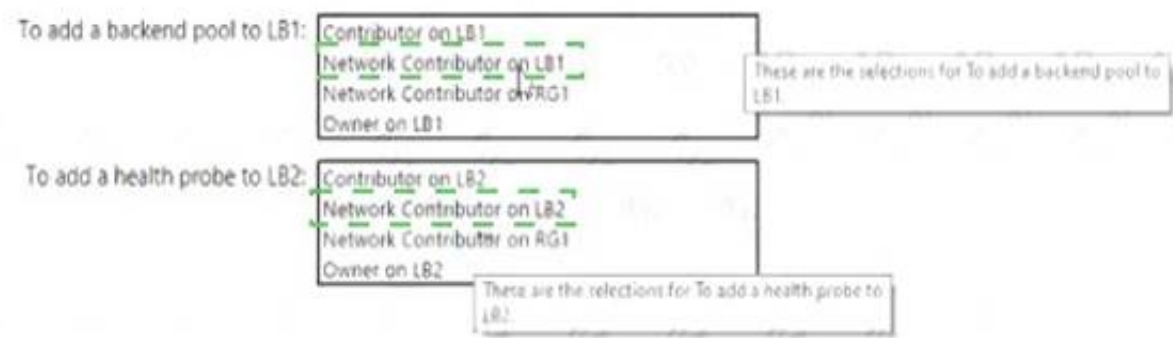 To add a backend pool to LB1:
Contributor on LB1
Network Contributor on LB1
Network Contributor on RG1
Owner on LB1
These are the selections for To add a backend pool to
LB1.
To add a health probe to LB2:
Contributor on LB2
Network Contributor on LB2
Network Contributor on RG1
Owner on LB2
These are the selections for To add a health probe to
LB2.